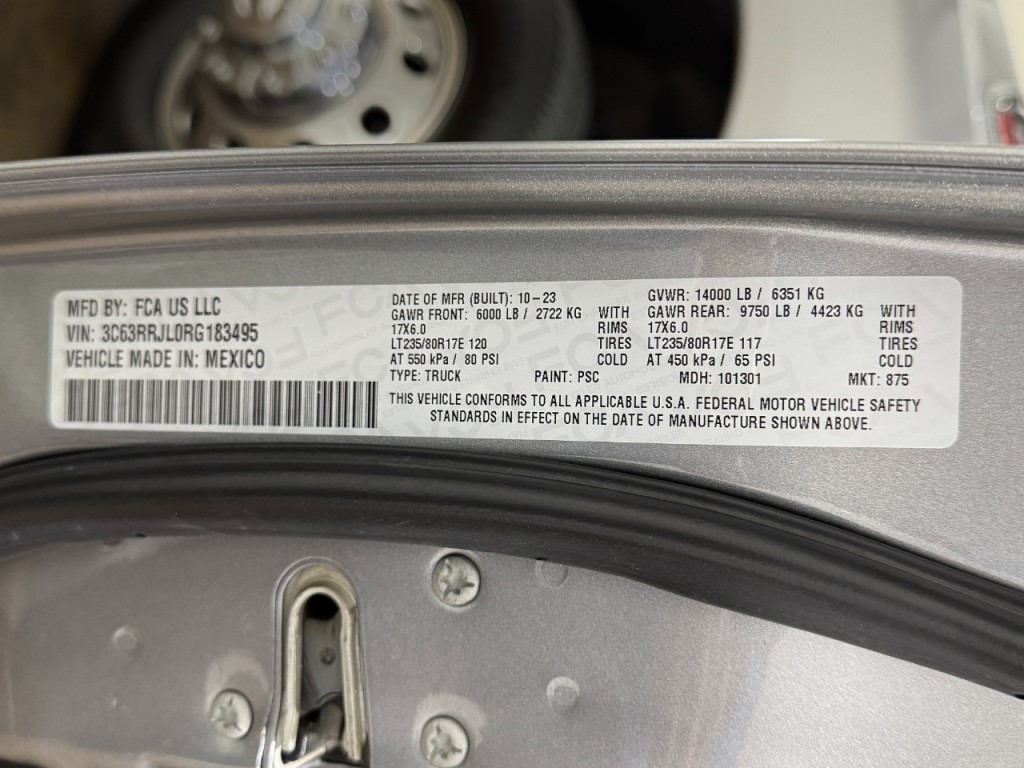 MFD BY: FCA US LLC
VIN: 3C63RRJL0RG183495
VEHICLE MADE IN: MEXICO
DATE OF MFR (BUILT): 10-23
GAWR FRONT: 6000 LB / 2722 KG WITH
17X6.0 RIMS
LT235/80R17E 120 TIRES
AT 550 kPa / 80 PSI COLD
GVWR: 14000 LB / 6351 KG
GAWR REAR: 9750 LB / 4423 KG WITH
17X6.0 RIMS
LT235/80R17E 117 TIRES
AT 450 kPa / 65 PSI COLD
TYPE: TRUCK PAINT: PSC MDH: 101301 MKT: 875
THIS VEHICLE CONFORMS TO ALL APPLICABLE U.S.A. FEDERAL MOTOR VEHICLE SAFETY
STANDARDS IN EFFECT ON THE DATE OF MANUFACTURE SHOWN ABOVE.